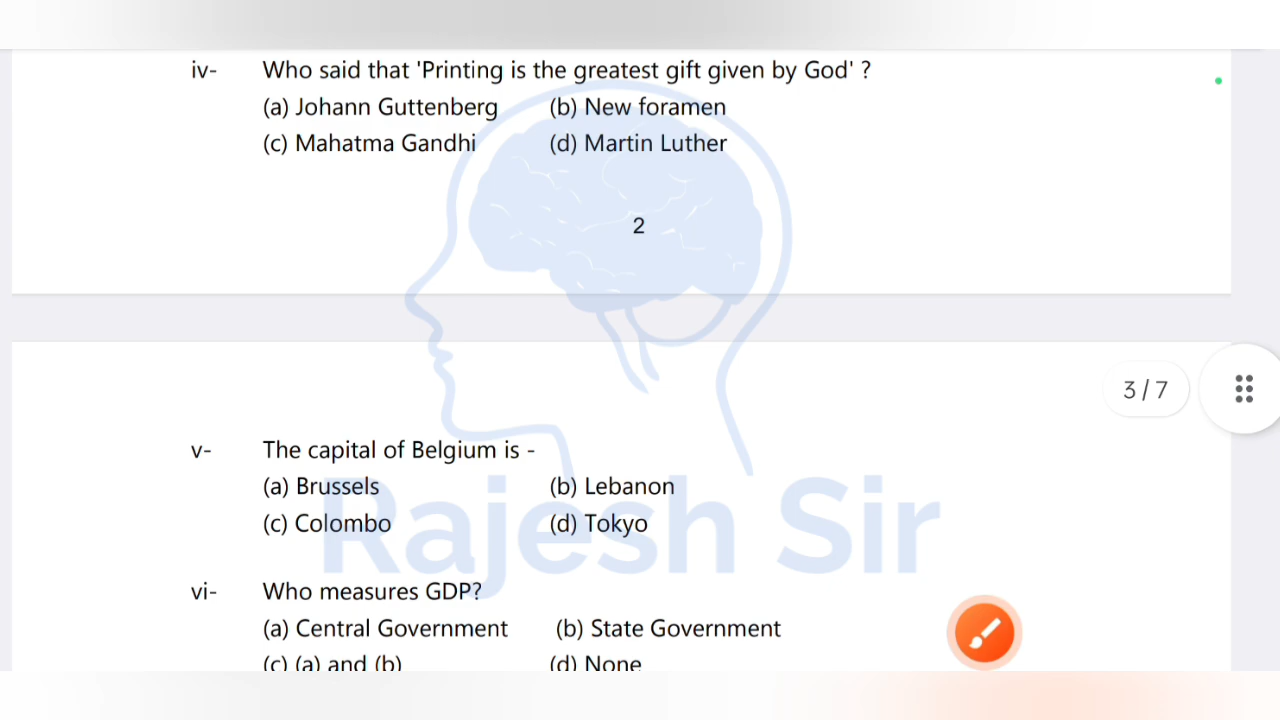 iv- Who said that 'Printing is the greatest gift given by God' ?
(a) Johann Guttenberg (b) New foramen
(c) Mahatma Gandhi (d) Martin Luther
2
3 / 7
v- The capital of Belgium is -
(a) Brussels (b) Lebanon
(c) Colombo (d) Tokyo
Rajesh Sir
vi- Who measures GDP?
(a) Central Government (b) State Government
(c) (a) and (b) (d) None